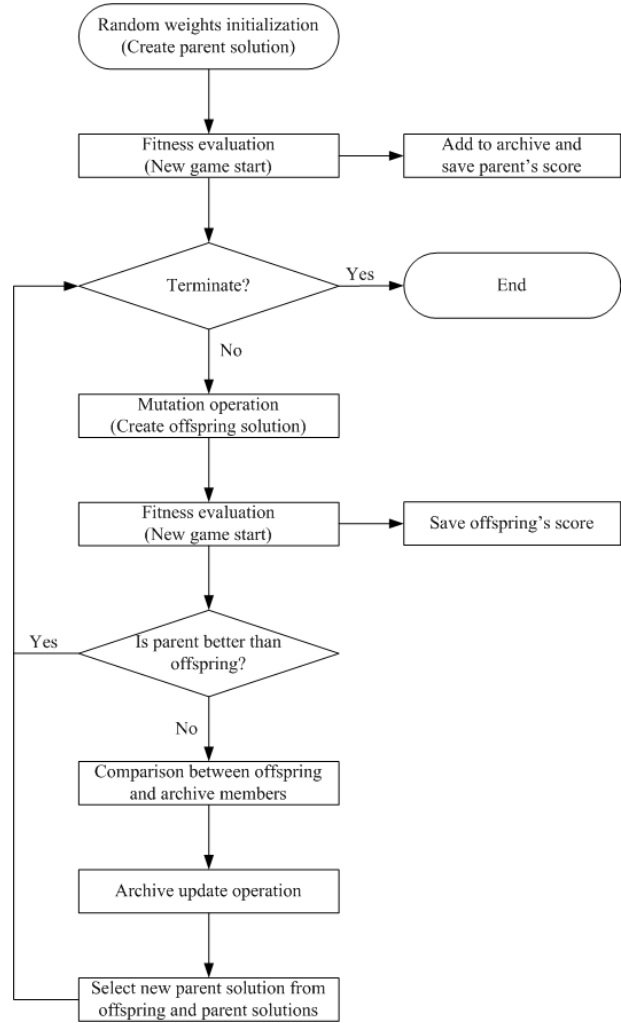 Random weights initialization
(Create parent solution)
Fitness evaluation
(New game start)
Add to archive and
save parent's score
Terminate?
Yes
End
No
Mutation operation
(Create offspring solution)
Fitness evaluation
(New game start)
Save offspring's score
Is parent better than
offspring?
Yes
No
Comparison between offspring
and archive members
Archive update operation
Select new parent solution from
offspring and parent solutions